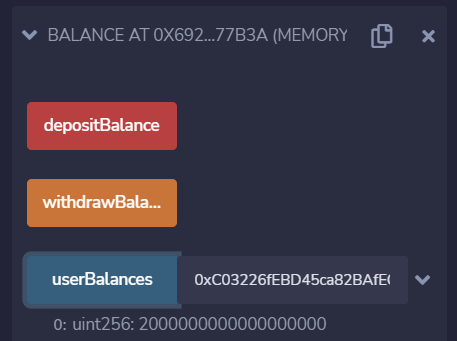 BALANCE AT 0X692...77B3A (MEMORY
depositBalance
withdrawBala...
userBalances 0xC03226fEBD45ca82BAfE
0: uint256: 2000000000000000000